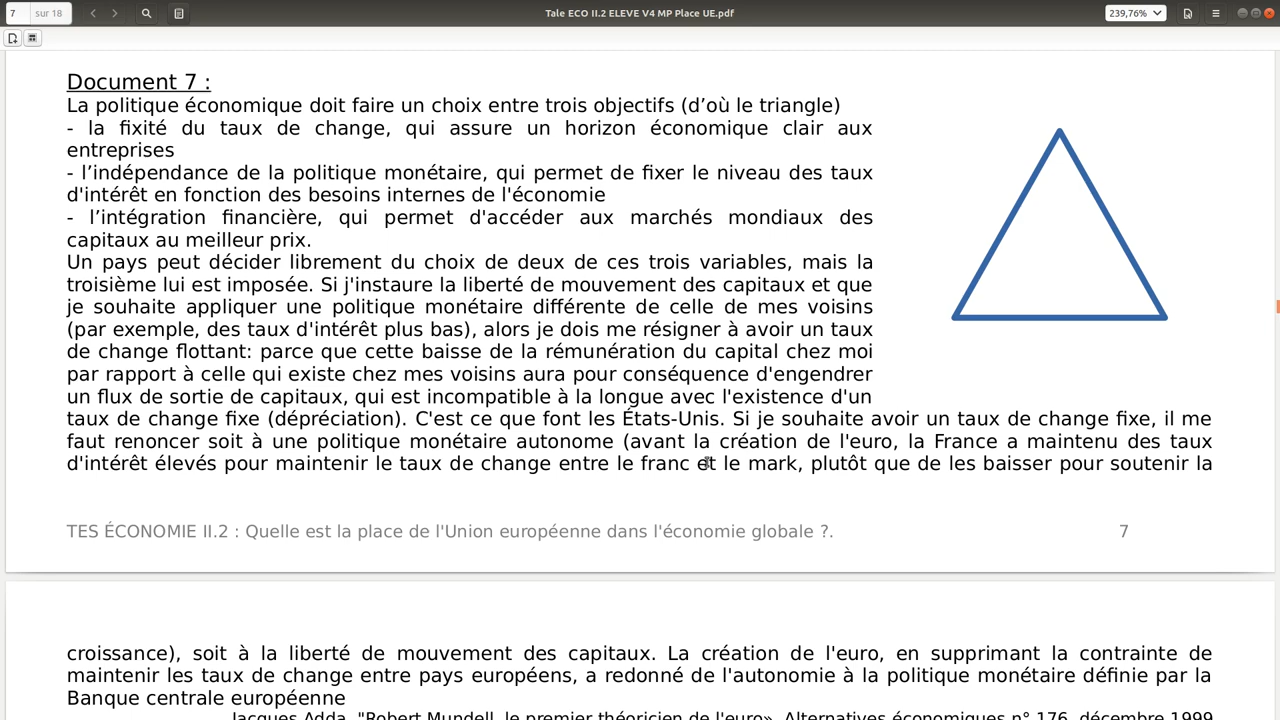 7 sur 18
Tale ECO II.2 ELEVE V4 MP Place UE.pdf
239,76%
Document 7 :
La politique économique doit faire un choix entre trois objectifs (d’où le triangle)
- la fixité du taux de change, qui assure un horizon économique clair aux
entreprises
- l’indépendance de la politique monétaire, qui permet de fixer le niveau des taux
d'intérêt en fonction des besoins internes de l'économie
- l’intégration financière, qui permet d'accéder aux marchés mondiaux des
capitaux au meilleur prix.
Un pays peut décider librement du choix de deux de ces trois variables, mais la
troisième lui est imposée. Si j'instaure la liberté de mouvement des capitaux et que
je souhaite appliquer une politique monétaire différente de celle de mes voisins
(par exemple, des taux d'intérêt plus bas), alors je dois me résigner à avoir un taux
de change flottant: parce que cette baisse de la rémunération du capital chez moi
par rapport à celle qui existe chez mes voisins aura pour conséquence d'engendrer
un flux de sortie de capitaux, qui est incompatible à la longue avec l'existence d'un
taux de change fixe (dépréciation). C'est ce que font les États-Unis. Si je souhaite avoir un taux de change fixe, il me
faut renoncer soit à une politique monétaire autonome (avant la création de l'euro, la France a maintenu des taux
d'intérêt élevés pour maintenir le taux de change entre le franc et le mark, plutôt que de les baisser pour soutenir la
TES ÉCONOMIE II.2 : Quelle est la place de l'Union européenne dans l'économie globale ?. 7
croissance), soit à la liberté de mouvement des capitaux. La création de l'euro, en supprimant la contrainte de
maintenir les taux de change entre pays européens, a redonné de l'autonomie à la politique monétaire définie par la
Banque centrale européenne
Jacques Adda, "Robert Mundell, le premier théoricien de l'euro», Alternatives économiques n° 176, décembre 1999